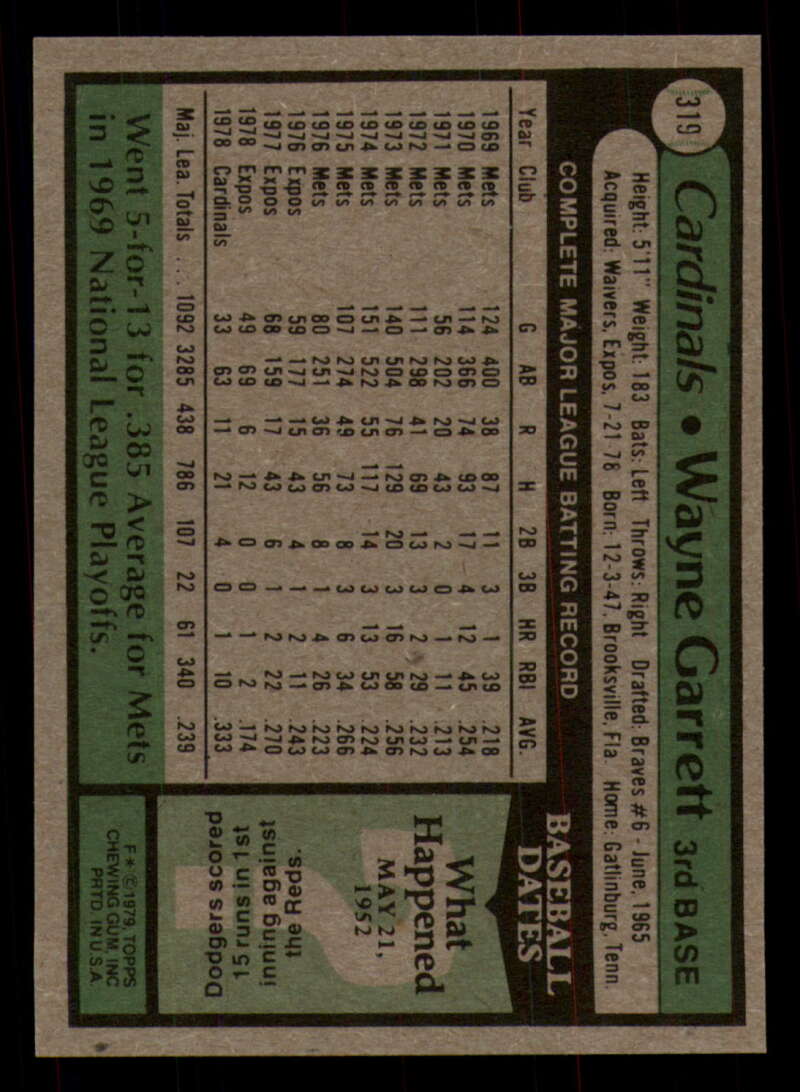 319
Cardinals • Wayne Garrett 3rd BASE
Height: 5'11" Weight: 183 Bats: Left Throws: Right Drafted: Braves #6 - June, 1965
Acquired: Waivers, Expos, 7-21-78 Born: 12-3-47, Brooksville, Fla Home: Gatlinburg, Tenn.
COMPLETE MAJOR LEAGUE BATTING RECORD
Year Club G AB R H 2B 3B HR RBI AVG.
1969 Mets 124 400 38 87 11 3 1 39 .218
1970 Mets 114 366 74 93 17 4 12 45 .254
1971 Mets 56 202 20 43 2 0 1 11 .213
1972 Mets 111 298 41 69 13 3 2 29 .232
1973 Mets 140 504 76 129 20 3 16 58 .256
1974 Mets 151 522 55 117 14 3 13 53 .224
1975 Mets 107 274 49 73 8 3 6 34 .266
1976 Mets 80 251 36 56 8 1 4 26 .223
1976 Expos 59 177 15 43 4 1 2 11 .243
1977 Expos 68 159 17 43 6 1 2 22 .270
1978 Expos 49 69 6 12 0 0 1 2 .174
1978 Cardinals 33 63 11 21 4 0 1 10 .333
Maj. Lea. Totals . . . 1092 3285 438 786 107 22 61 340 .239
Went 5-for-13 for .385 Average for Mets
in 1969 National League Playoffs.
BASEBALL
DATES
What
Happened
MAY 21,
1952
?
Dodgers scored
15 runs in 1st
inning against
the Reds.
F* © 1979, TOPPS
CHEWING GUM, INC
PRTD. IN U.S.A.